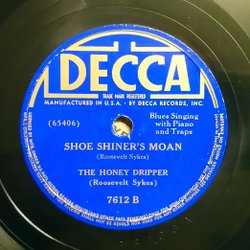 DECCA
TRADE MARK REGISTERED
MANUFACTURED IN U.S.A. BY DECCA RECORDS, INC.
(65406)
Blues Singing
with Piano
and Traps
SHOE SHINER'S MOAN
(Roosevelt Sykes)
THE HONEY DRIPPER
(Roosevelt Sykes)
7612 B